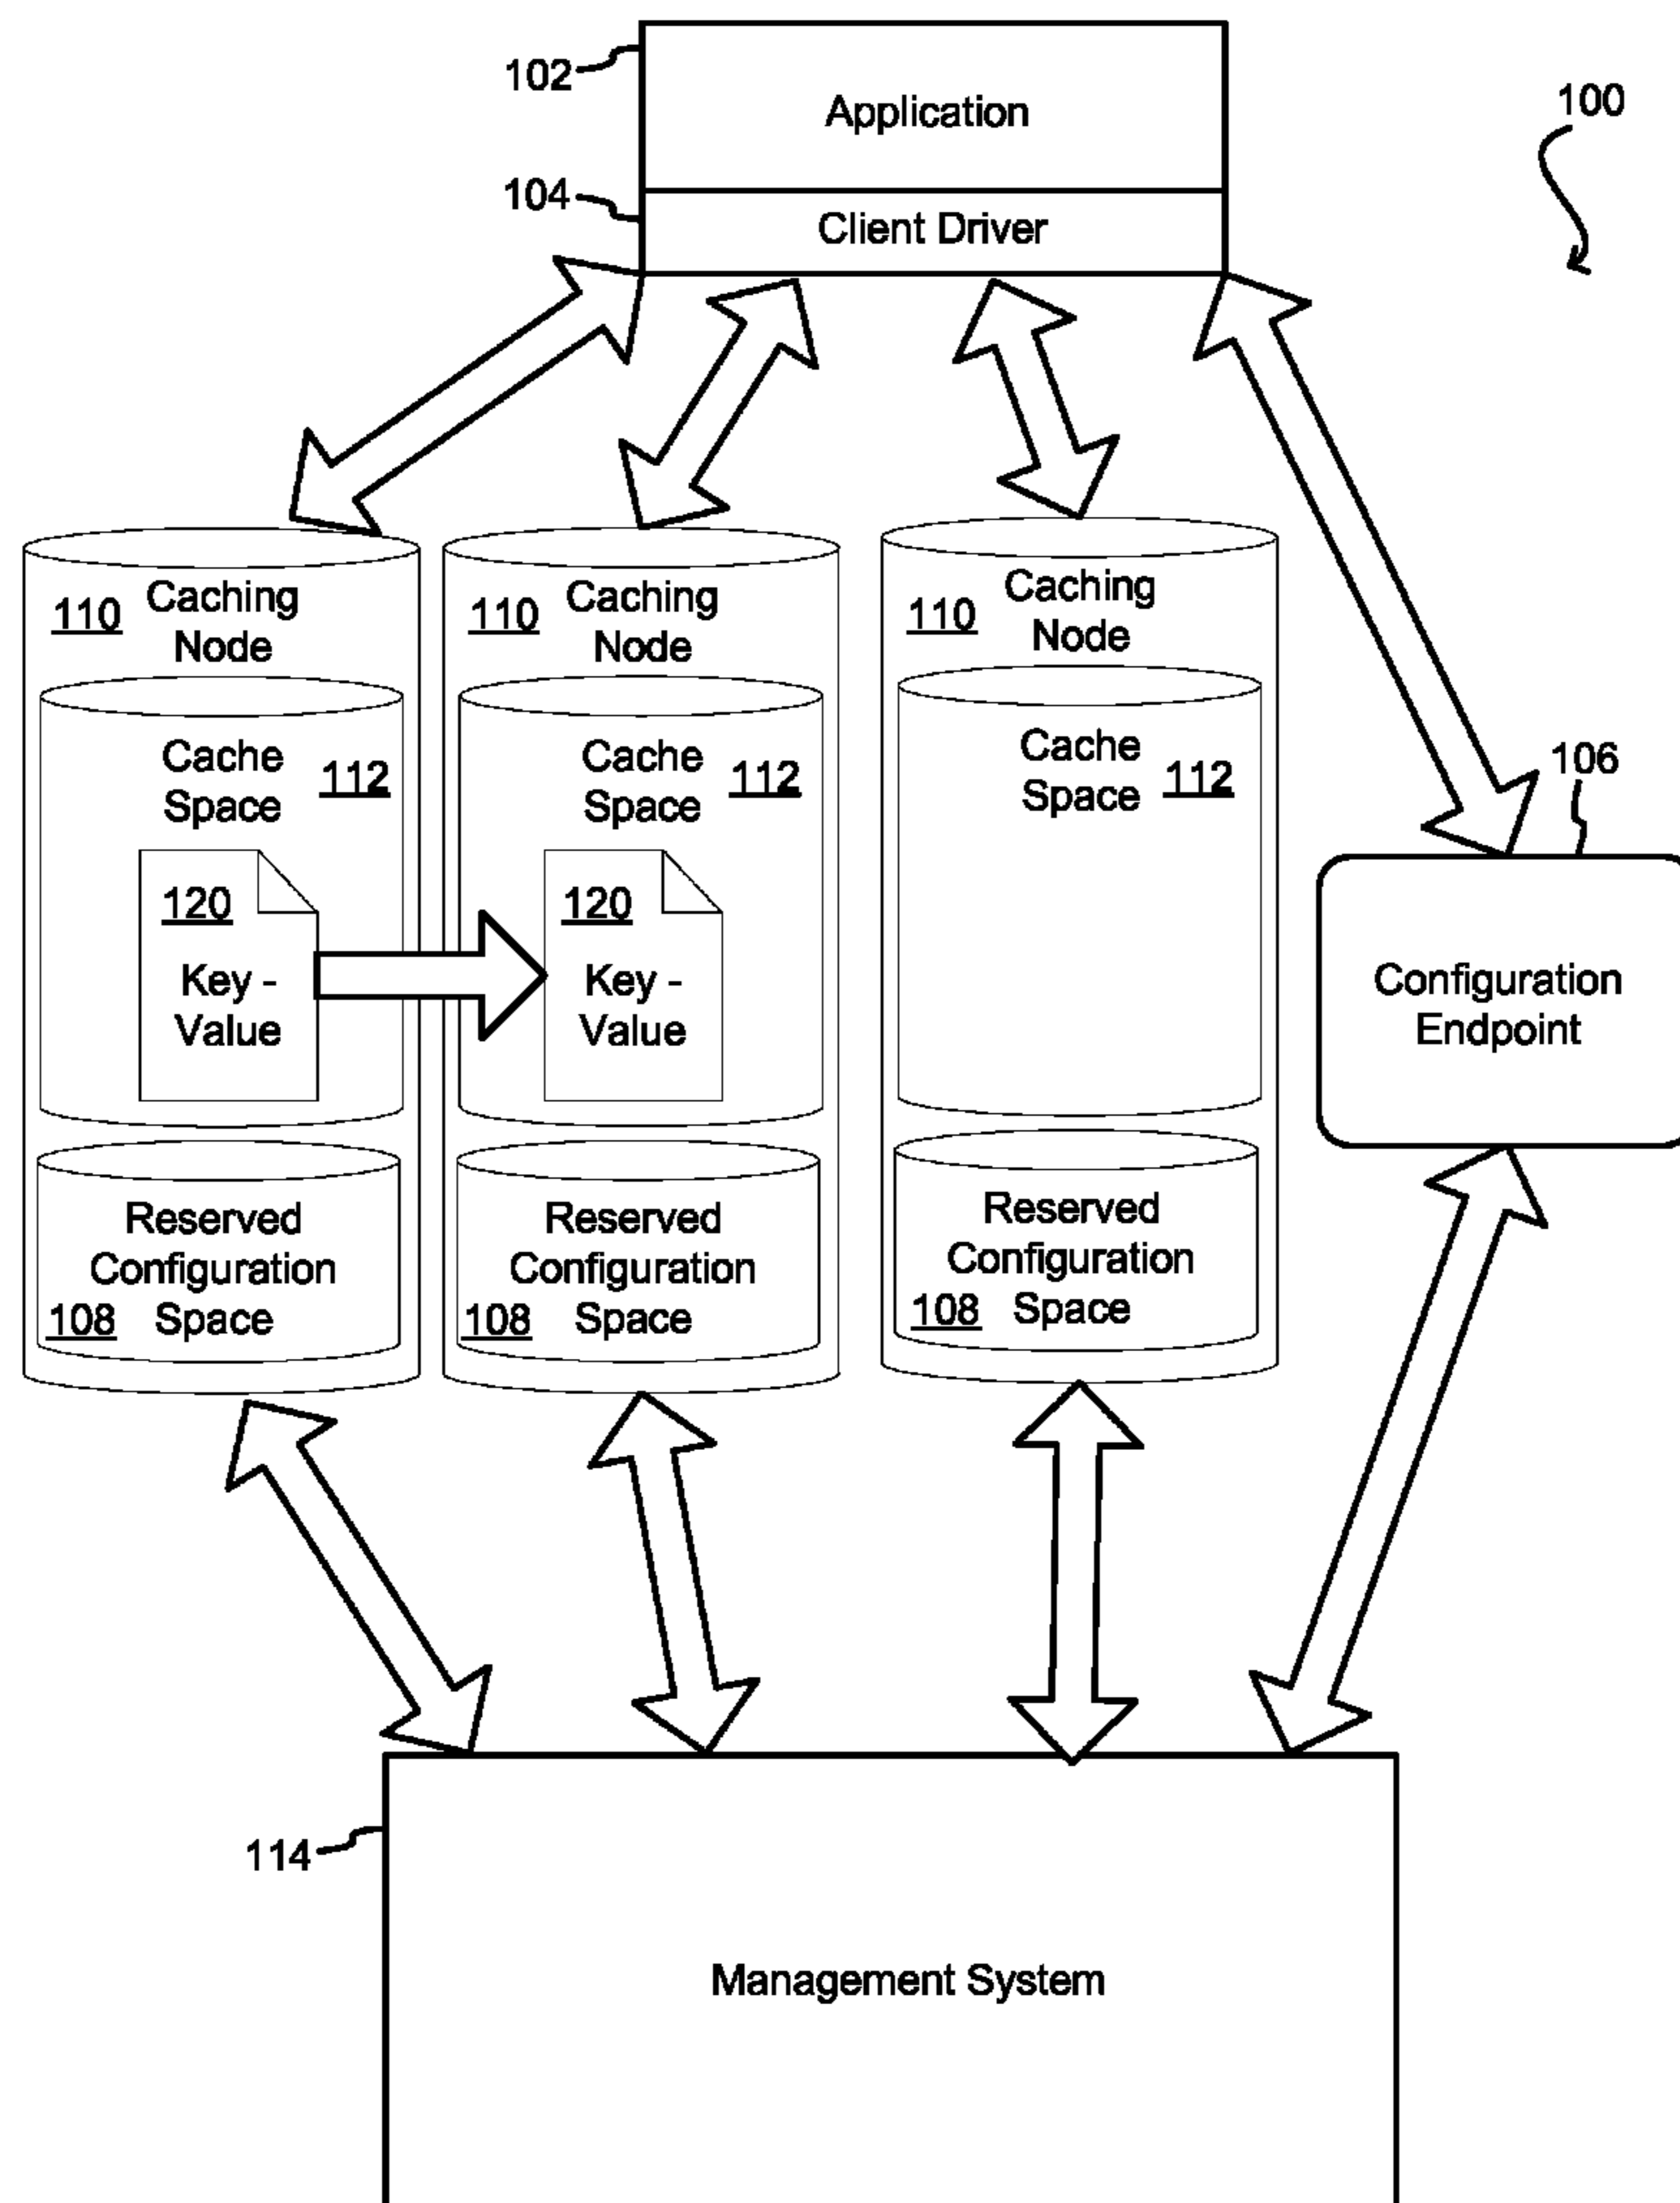 102
Application
100
104
Client Driver
110 Caching
Node
110 Caching
Node
110 Caching
Node
Cache
Space 112
Cache
Space 112
Cache
Space 112
106
120
Key -
Value
120
Key -
Value
Configuration
Endpoint
Reserved
Configuration
108 Space
Reserved
Configuration
108 Space
Reserved
Configuration
108 Space
114
Management System